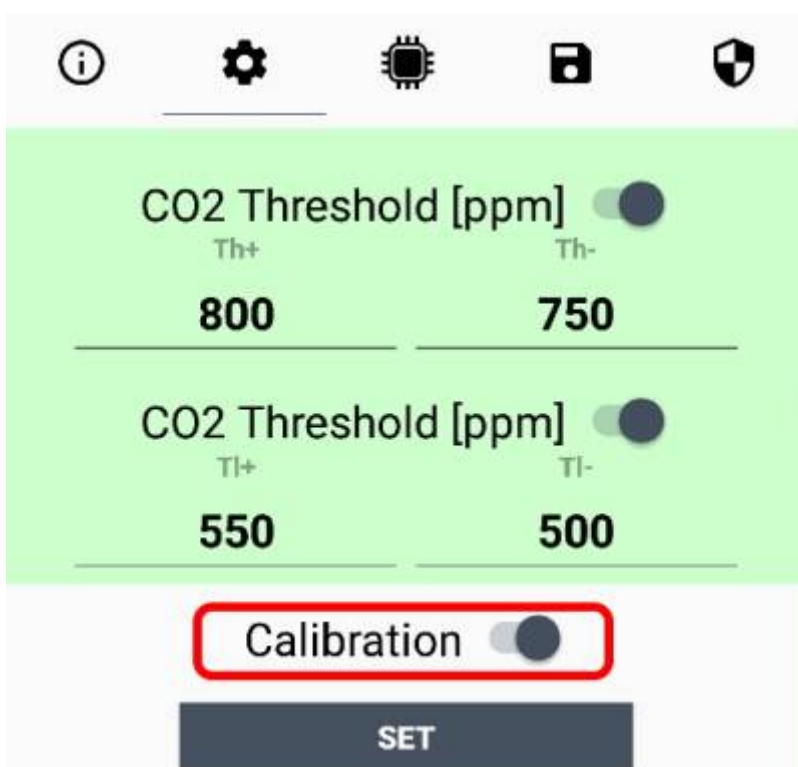 CO2 Threshold [ppm]
Th+ Th-
800 750
CO2 Threshold [ppm]
Tl+ Tl-
550 500
Calibration
SET